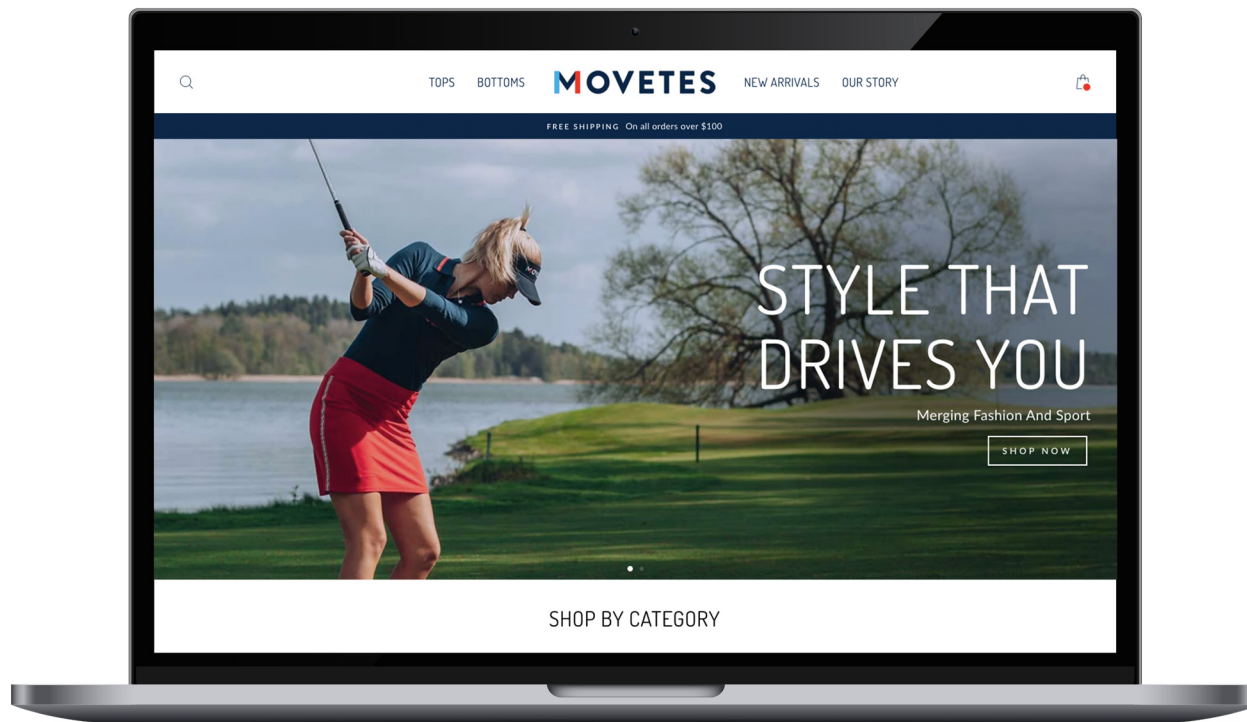 TOPS BOTTOMS MOVETES NEW ARRIVALS OUR STORY
FREE SHIPPING On all orders over $100
STYLE THAT
DRIVES YOU
Merging Fashion And Sport
SHOP NOW
SHOP BY CATEGORY